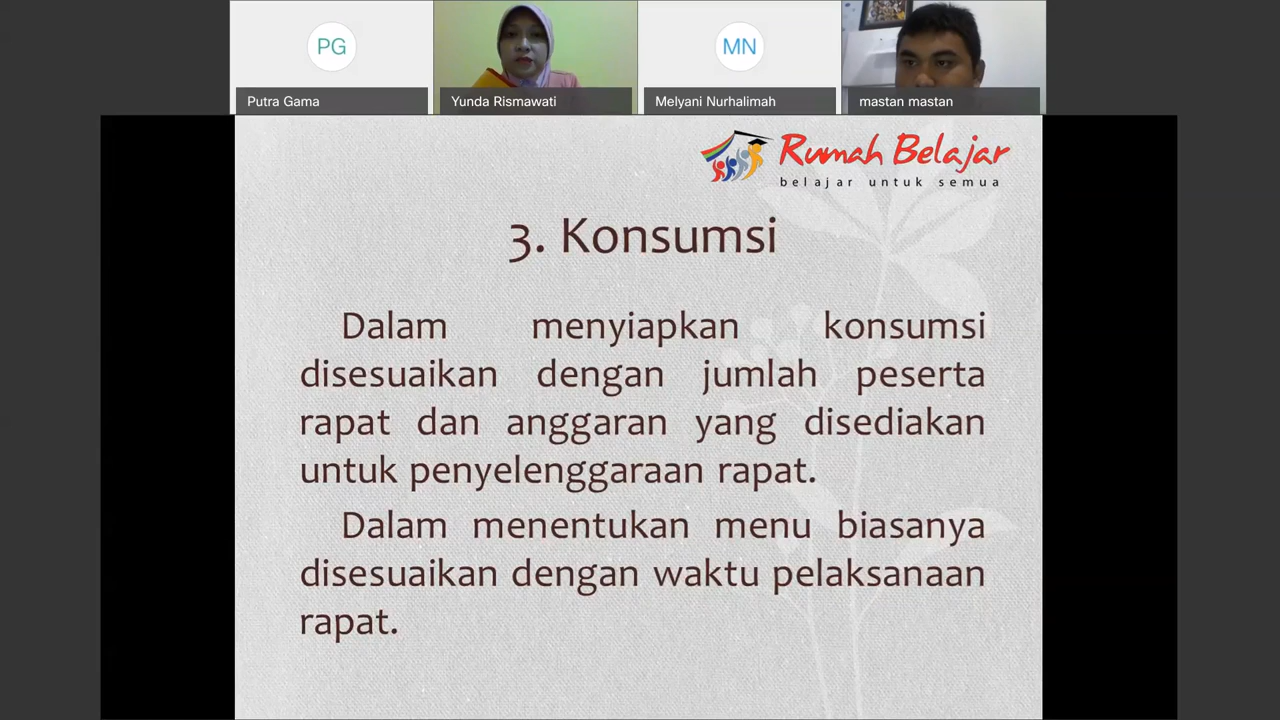 PG
MN
Putra Gama
Yunda Rismawati
Melyani Nurhalimah
mastan mastan
Rumah Belajar
belajar untuk semua
3. Konsumsi
Dalam menyiapkan konsumsi
disesuaikan dengan jumlah peserta
rapat dan anggaran yang disediakan
untuk penyelenggaraan rapat.
Dalam menentukan menu biasanya
disesuaikan dengan waktu pelaksanaan
rapat.